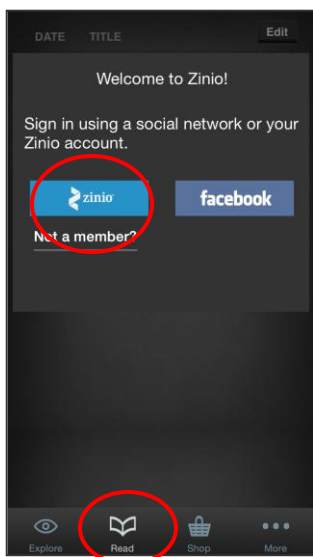 DATE TITLE Edit
Welcome to Zinio!
Sign in using a social network or your
Zinio account.
zinio facebook
Not a member?
Explore Read Shop More